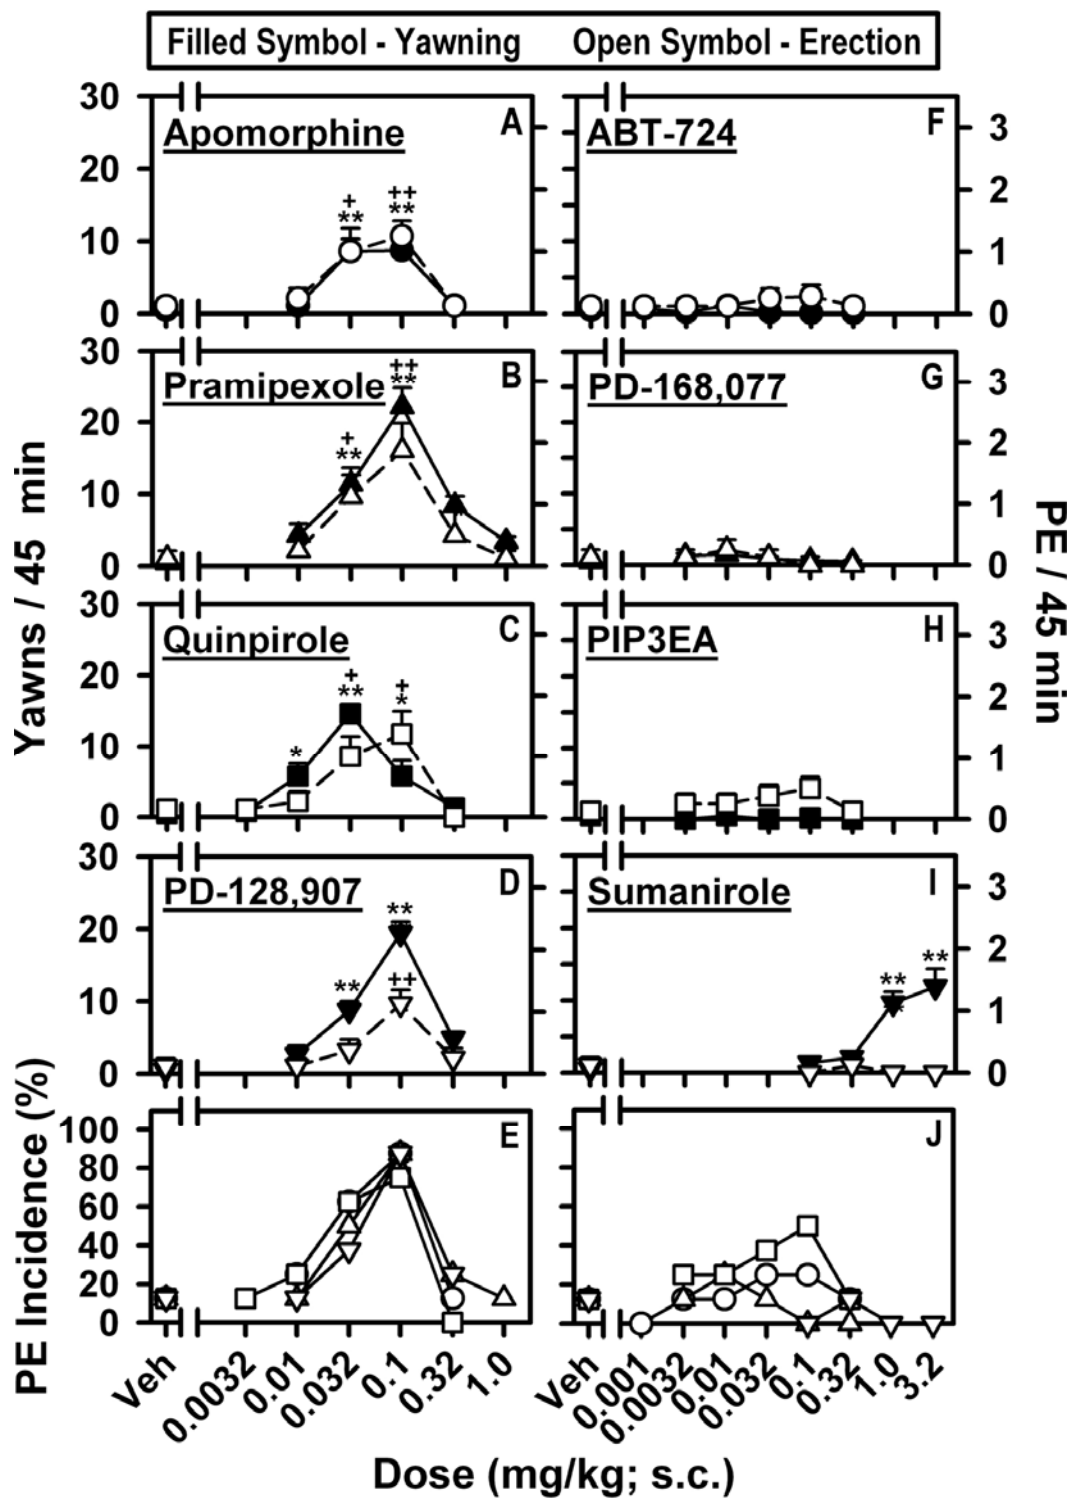 Filled Symbol - Yawning Open Symbol - Erection
30
20
10
0
Apomorphine
A
+
**
++
**
ABT-724
F
3
2
1
0
30
20
10
0
Pramipexole
B
+
**
++
**
PD-168,077
G
3
2
1
0
30
20
10
0
Quinpirole
C
*
+
**
+
*
PIP3EA
H
3
2
1
0
30
20
10
0
PD-128,907
D
**
**
++
Sumanirole
I
**
**
3
2
1
0
100
80
60
40
20
0
E
J
Yawns / 45 min
PE / 45 min
PE Incidence (%)
Veh 0.0032 0.01 0.032 0.1 0.32 1.0
Veh 0.001 0.0032 0.01 0.032 0.1 0.32 1.0 3.2
Dose (mg/kg; s.c.)